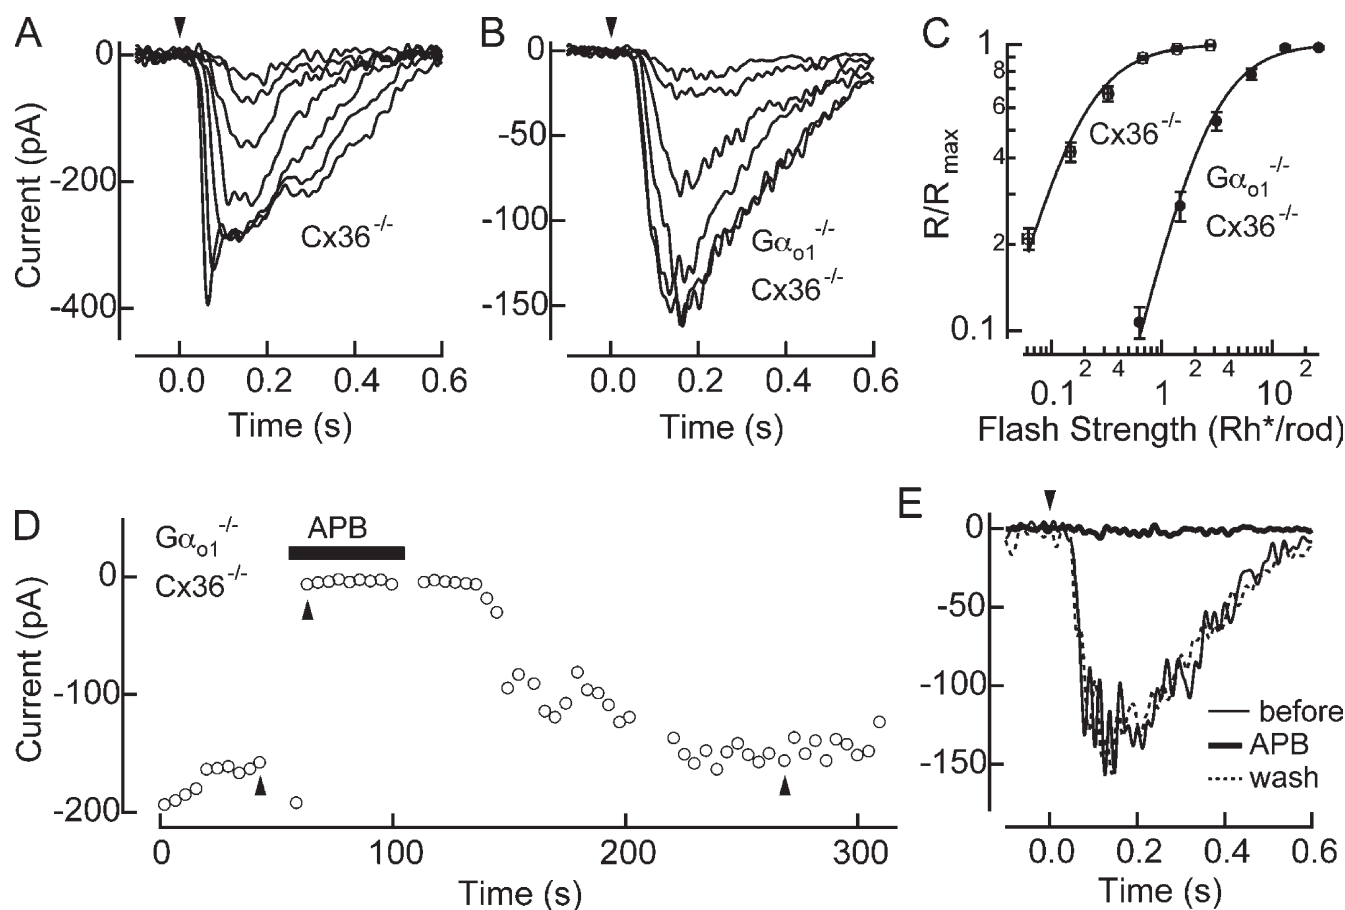 A
0
-200
-400
Current (pA)
Cx36-/-
0.0 0.2 0.4 0.6
Time (s)
B
0
-50
-100
-150
Gαo1-/-
Cx36-/-
0.0 0.2 0.4 0.6
Time (s)
C
1
8
6
4
2
0.1
R/Rmax
Cx36-/-
Gαo1-/-
Cx36-/-
0.1 2 4 1 2 4 10 2
Flash Strength (Rh*/rod)
D
Gαo1-/-
Cx36-/-
APB
0
-100
-200
Current (pA)
0 100 200 300
Time (s)
E
0
-50
-100
-150
before
APB
wash
0.0 0.2 0.4 0.6
Time (s)